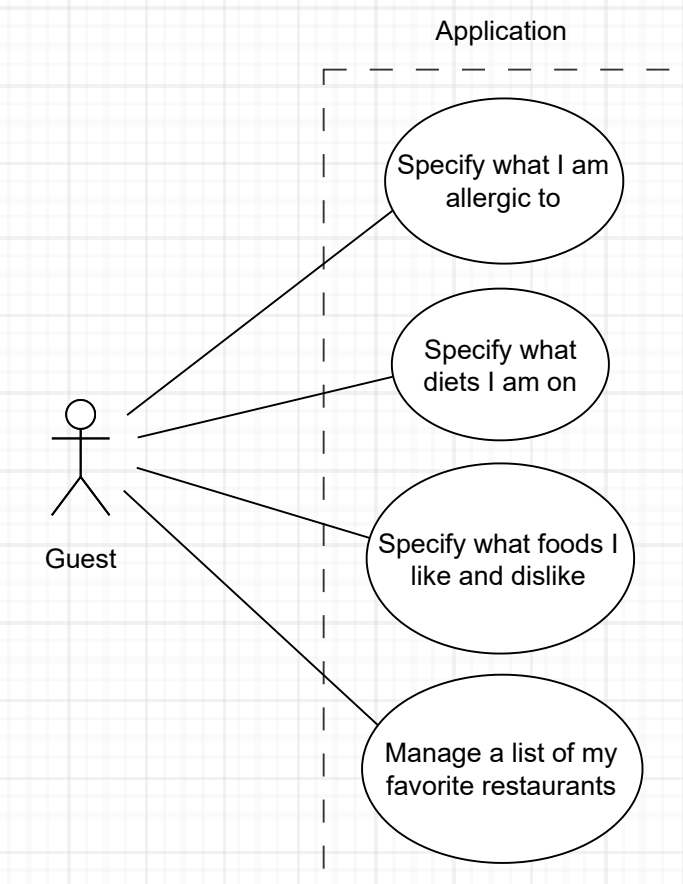 Application
Specify what I am
allergic to
Specify what
diets I am on
Specify what foods I
like and dislike
Guest
Manage a list of my
favorite restaurants